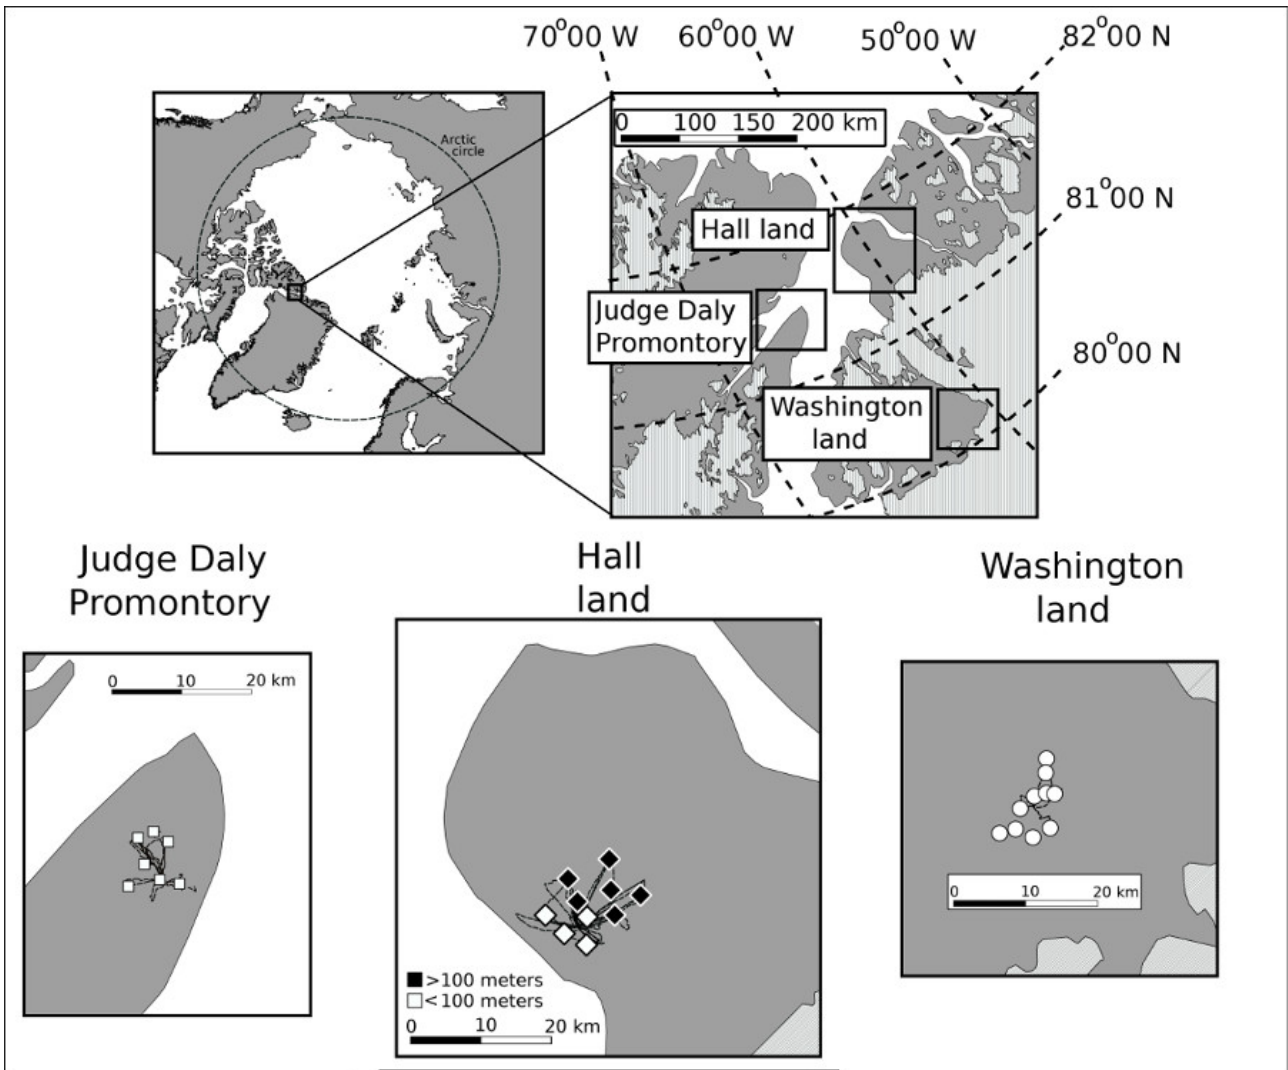 70°00 W
60°00 W
50°00 W
82°00 N
Arctic
circle
0 100 150 200 km
81°00 N
Hall land
Judge Daly
Promontory
80°00 N
Washington
land
Judge Daly
Promontory
Hall
land
Washington
land
0 10 20 km
0 10 20 km
>100 meters
<100 meters
0 10 20 km